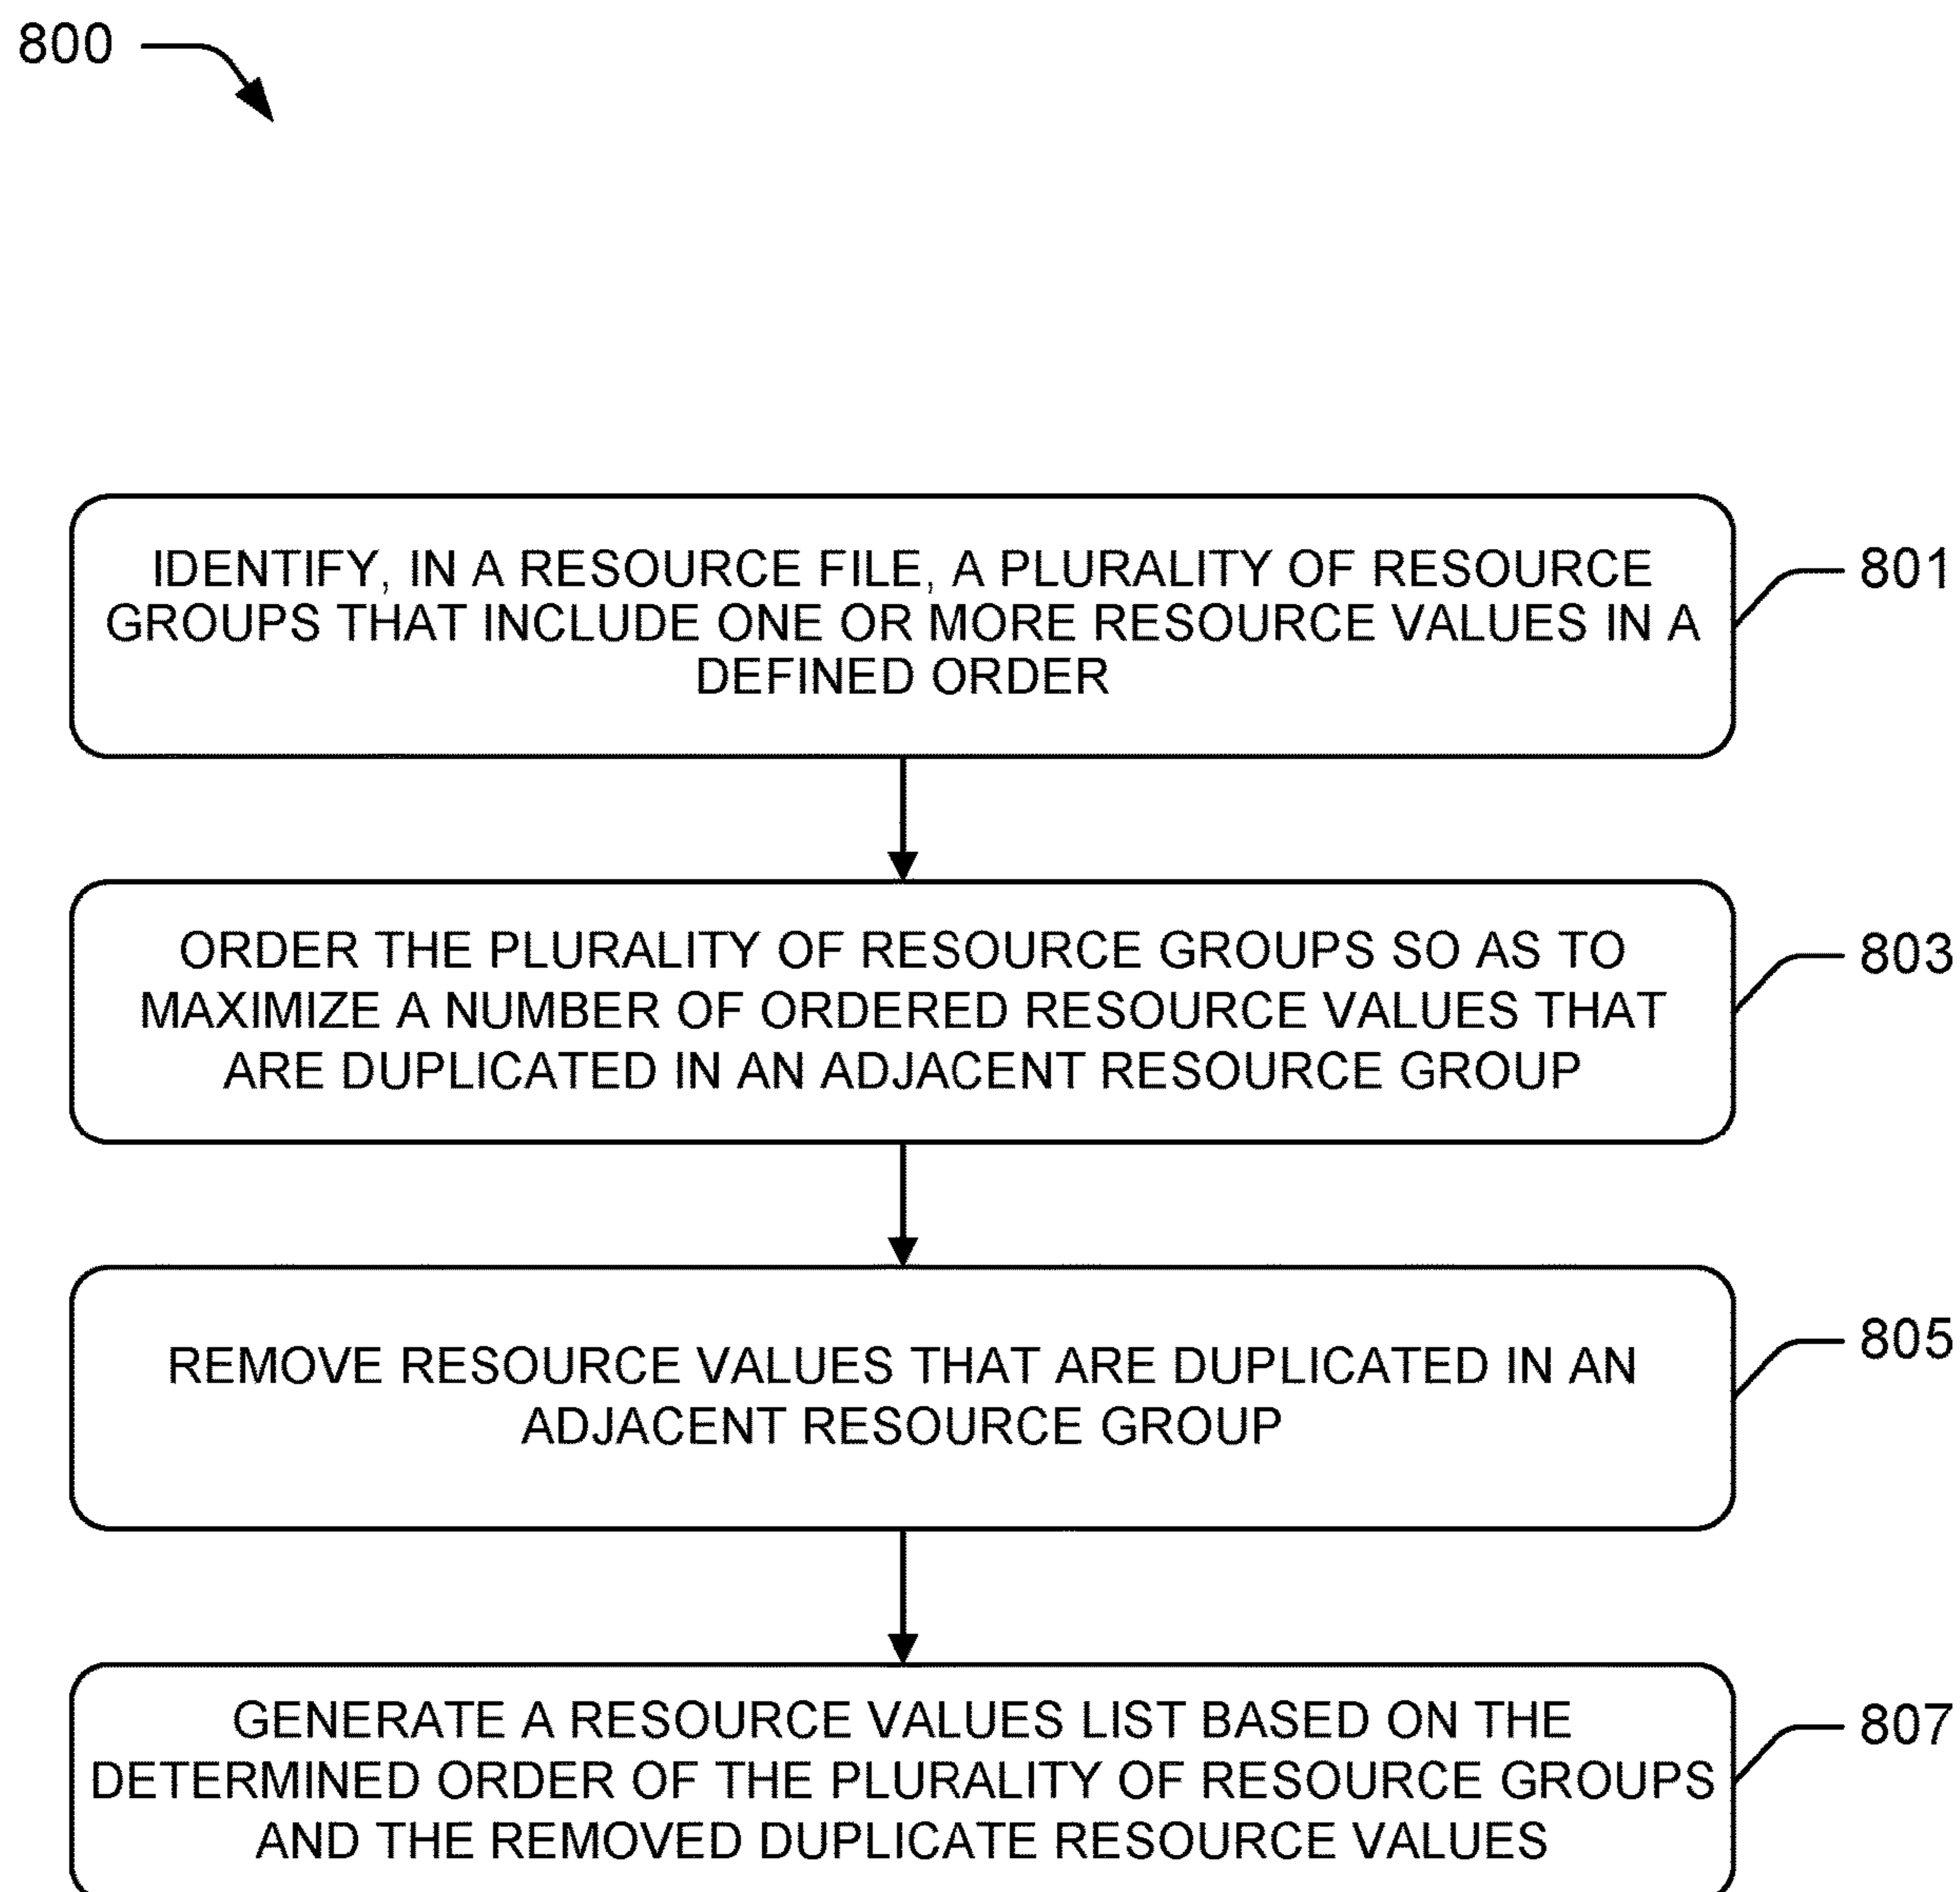 800
IDENTIFY, IN A RESOURCE FILE, A PLURALITY OF RESOURCE
GROUPS THAT INCLUDE ONE OR MORE RESOURCE VALUES IN A
DEFINED ORDER
801
ORDER THE PLURALITY OF RESOURCE GROUPS SO AS TO
MAXIMIZE A NUMBER OF ORDERED RESOURCE VALUES THAT
ARE DUPLICATED IN AN ADJACENT RESOURCE GROUP
803
REMOVE RESOURCE VALUES THAT ARE DUPLICATED IN AN
ADJACENT RESOURCE GROUP
805
GENERATE A RESOURCE VALUES LIST BASED ON THE
DETERMINED ORDER OF THE PLURALITY OF RESOURCE GROUPS
AND THE REMOVED DUPLICATE RESOURCE VALUES
807